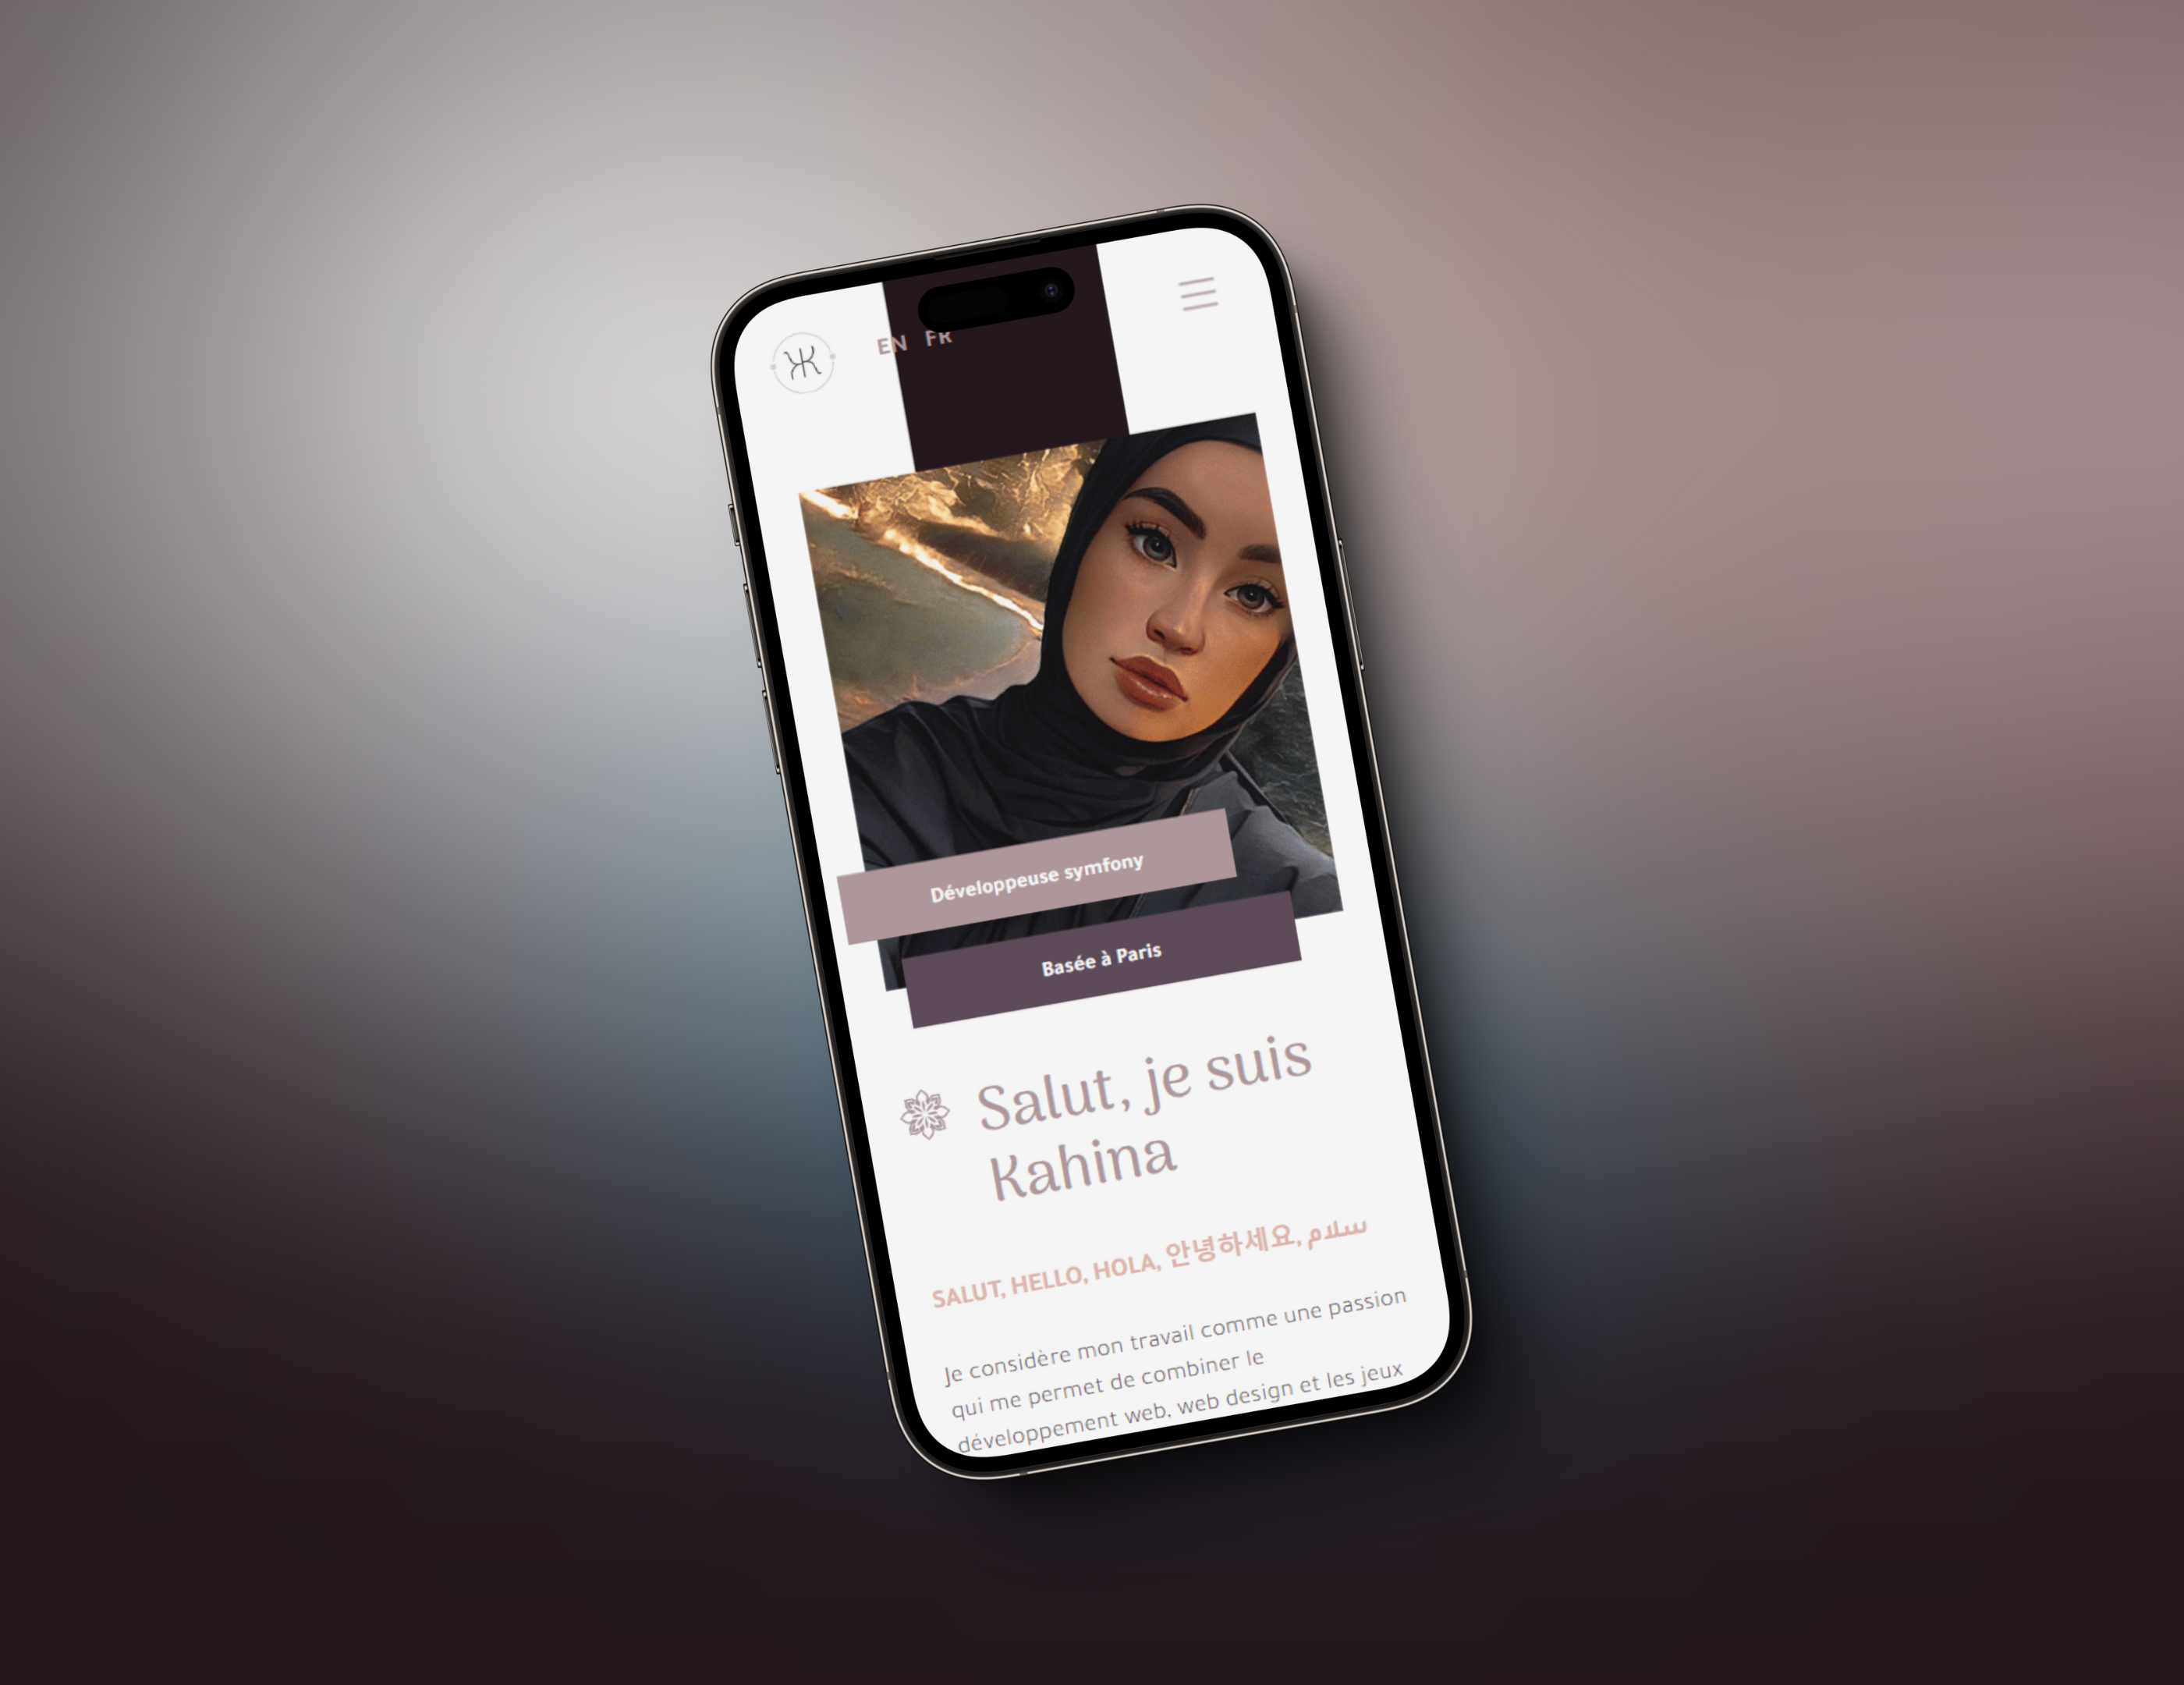 EN FR
Développeuse symfony
Basée à Paris
Salut, je suis
Kahina
SALUT, HELLO, HOLA, 안녕하세요, سلام
Je considère mon travail comme une passion
qui me permet de combiner le
développement web, web design et les jeux